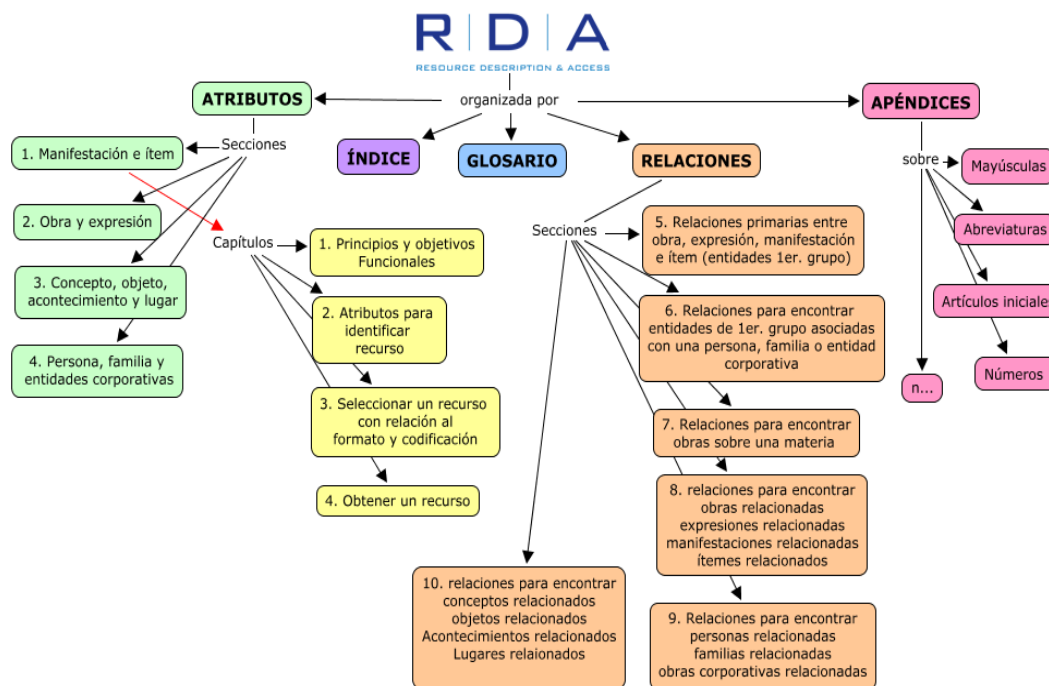 R D A
RESOURCE DESCRIPTION & ACCESS
ATRIBUTOS
organizada por
APÉNDICES
Secciones
1. Manifestación e ítem
2. Obra y expresión
3. Concepto, objeto,
acontecimiento y lugar
4. Persona, familia y
entidades corporativas
Capítulos
1. Principios y objetivos
Funcionales
2. Atributos para
identificar
recurso
3. Seleccionar un recurso
con relación al
formato y codificación
4. Obtener un recurso
ÍNDICE
GLOSARIO
RELACIONES
Secciones
5. Relaciones primarias entre
obra, expresión, manifestación
e ítem (entidades 1er. grupo)
6. Relaciones para encontrar
entidades de 1er. grupo asociadas
con una persona, familia o entidad
corporativa
7. Relaciones para encontrar
obras sobre una materia
8. relaciones para encontrar
obras relacionadas
expresiones relacionadas
manifestaciones relacionadas
ítemes relacionados
9. Relaciones para encontrar
personas relacionadas
familias relacionadas
obras corporativas relacionadas
10. relaciones para encontrar
conceptos relacionados
objetos relacionados
Acontecimientos relacionados
Lugares relaionados
sobre
Mayúsculas
Abreviaturas
Artículos iniciales
Números
n...